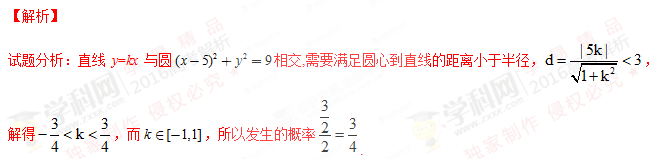 【解析】
试题分析：直线 y=kx 与圆 (x−5)²+y²=9 相交,需要满足圆心到直线的距离小于半径，d=|5k|/√(1+k²)<3，
解得−3/4<k<3/4，而 k∈[−1,1]，所以发生的概率 (3/2)/2=3/4.